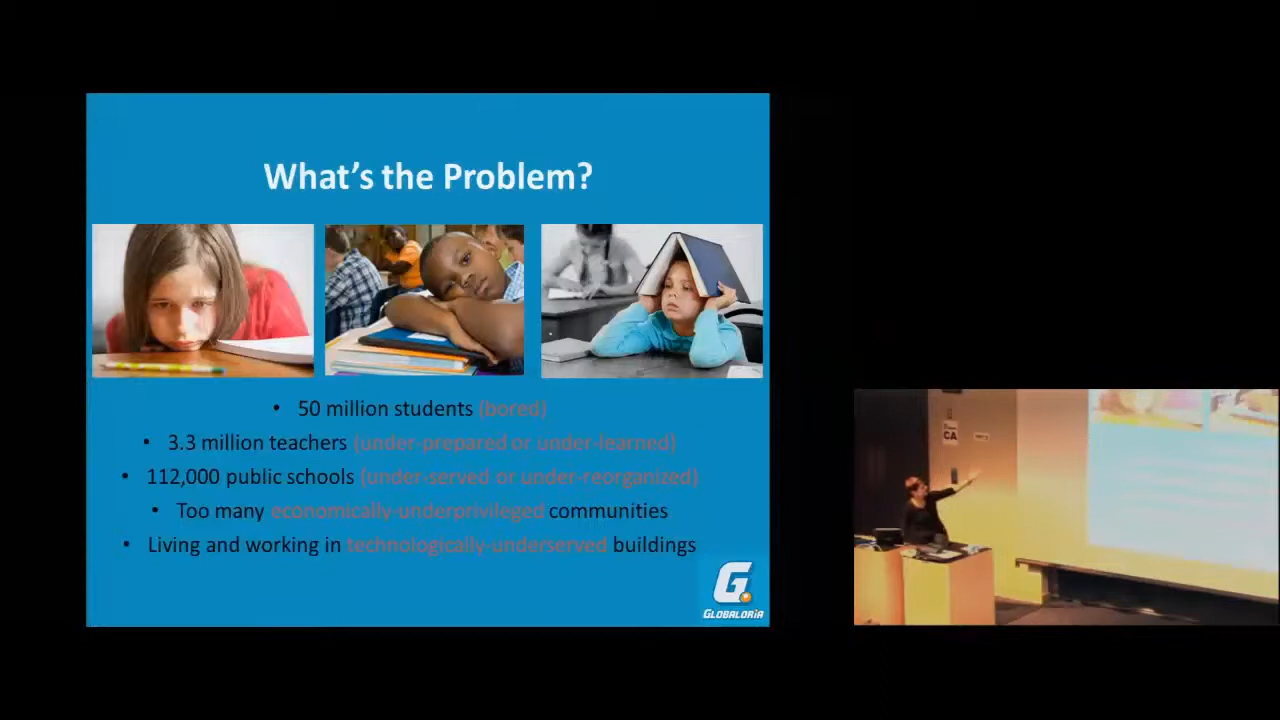 What's the Problem?
• 50 million students (bored)
• 3.3 million teachers (under-prepared or under-learned)
• 112,000 public schools (under-served or under-reorganized)
• Too many economically-underprivileged communities
• Living and working in technologically-underserved buildings
G
GLOBALORIA
CA